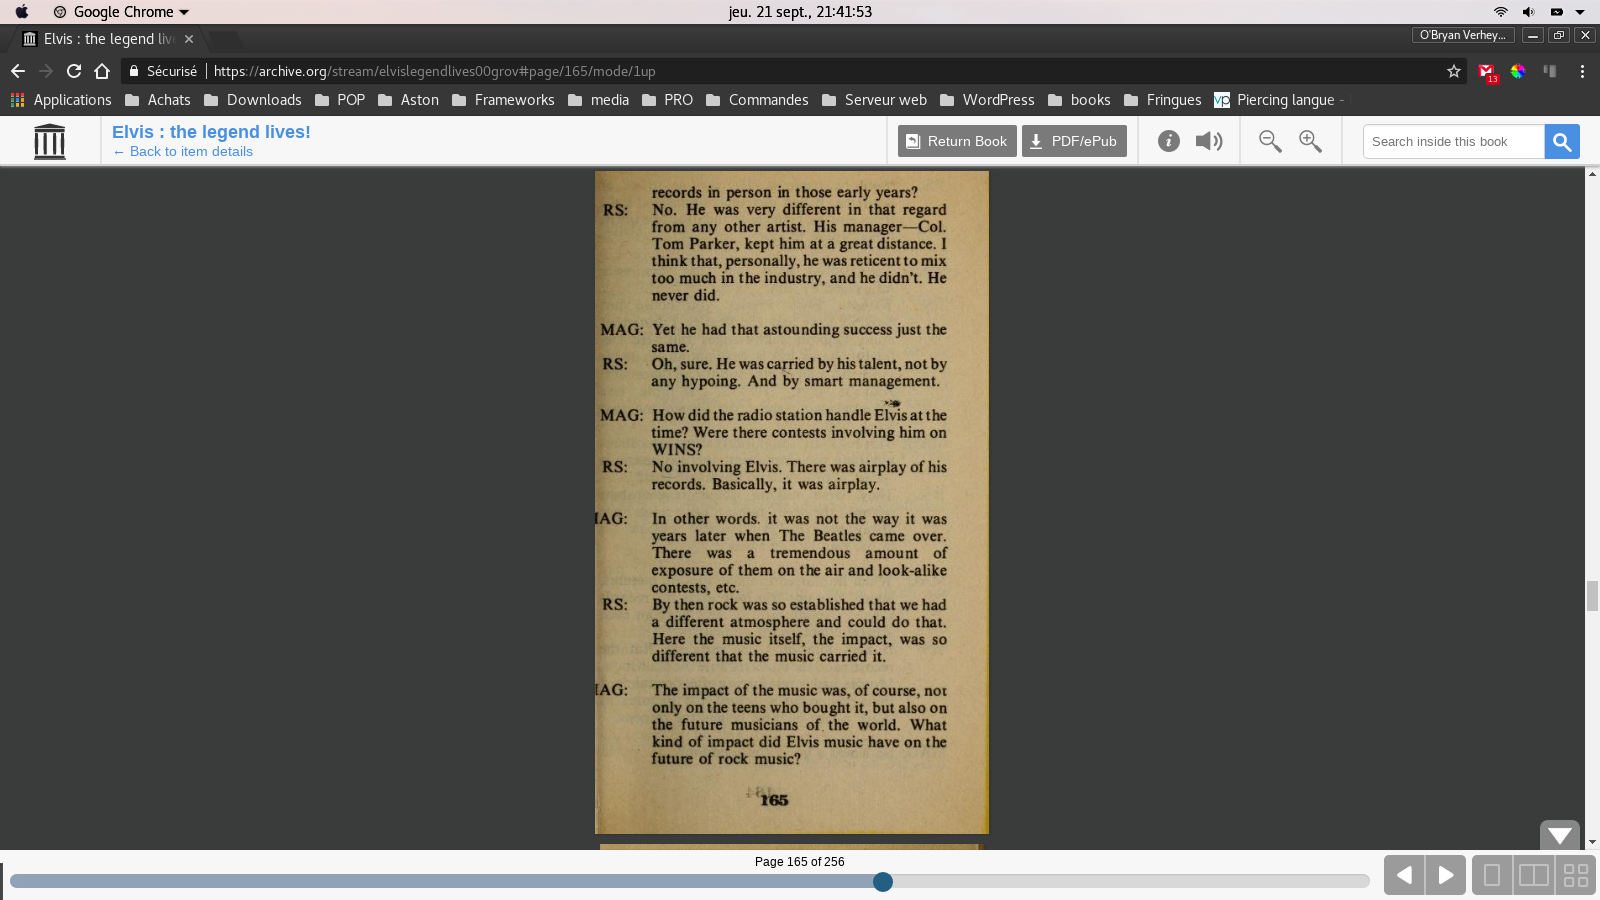 Google Chrome
jeu. 21 sept., 21:41:53
Elvis : the legend liv
O'Bryan Verhey...
Sécurisé
https://archive.org/stream/elvislegendlives00grov#page/165/mode/1up
13
Applications Achats Downloads POP Aston Frameworks media PRO Commandes Serveur web WordPress books Fringues vp Piercing langue -
Elvis : the legend lives!
← Back to item details
Return Book
PDF/ePub
Search inside this book
records in person in those early years?
RS: No. He was very different in that regard
from any other artist. His manager—Col.
Tom Parker, kept him at a great distance. I
think that, personally, he was reticent to mix
too much in the industry, and he didn't. He
never did.
MAG: Yet he had that astounding success just the
same.
RS: Oh, sure. He was carried by his talent, not by
any hypoing. And by smart management.
MAG: How did the radio station handle Elvis at the
time? Were there contests involving him on
WINS?
RS: No involving Elvis. There was airplay of his
records. Basically, it was airplay.
AG: In other words. it was not the way it was
years later when The Beatles came over.
There was a tremendous amount of
exposure of them on the air and look-alike
contests, etc.
RS: By then rock was so established that we had
a different atmosphere and could do that.
Here the music itself, the impact, was so
different that the music carried it.
AG: The impact of the music was, of course, not
only on the teens who bought it, but also on
the future musicians of the world. What
kind of impact did Elvis music have on the
future of rock music?
165
Page 165 of 256